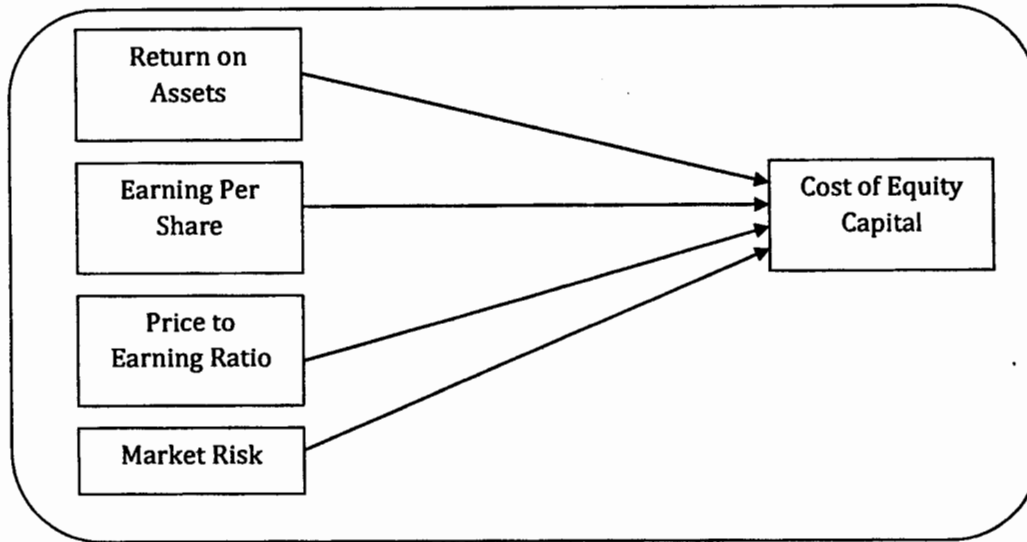 Return on
Assets
Earning Per
Share
Price to
Earning Ratio
Market Risk
Cost of Equity
Capital